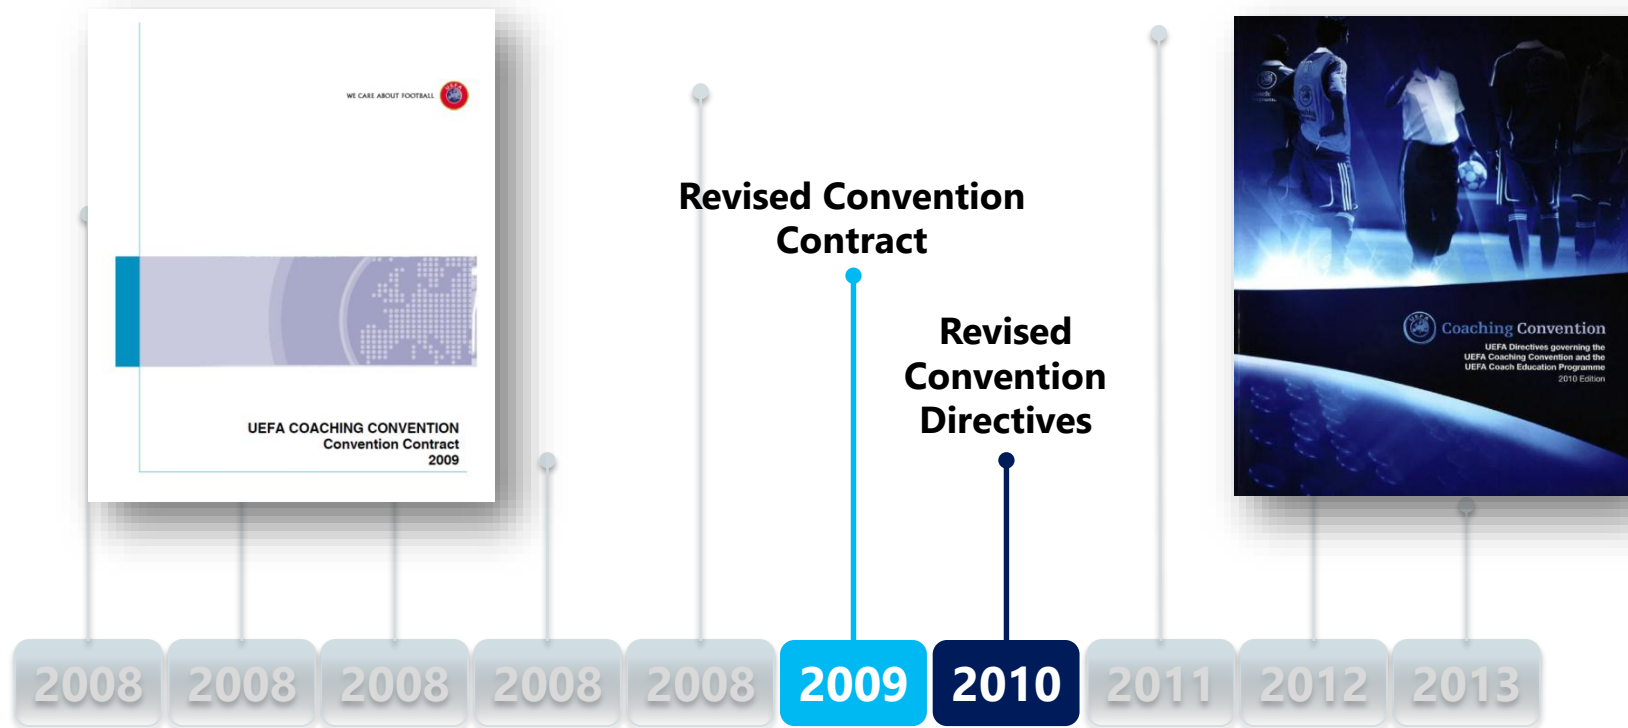 WE CARE ABOUT FOOTBALL
UEFA
UEFA COACHING CONVENTION
Convention Contract
2009
Revised Convention
Contract
Revised
Convention
Directives
UEFA
Coaching Convention
UEFA Directives governing the
UEFA Coaching Convention and the
UEFA Coach Education Programme
2010 Edition
2008
2008
2008
2008
2008
2009
2010
2011
2012
2013